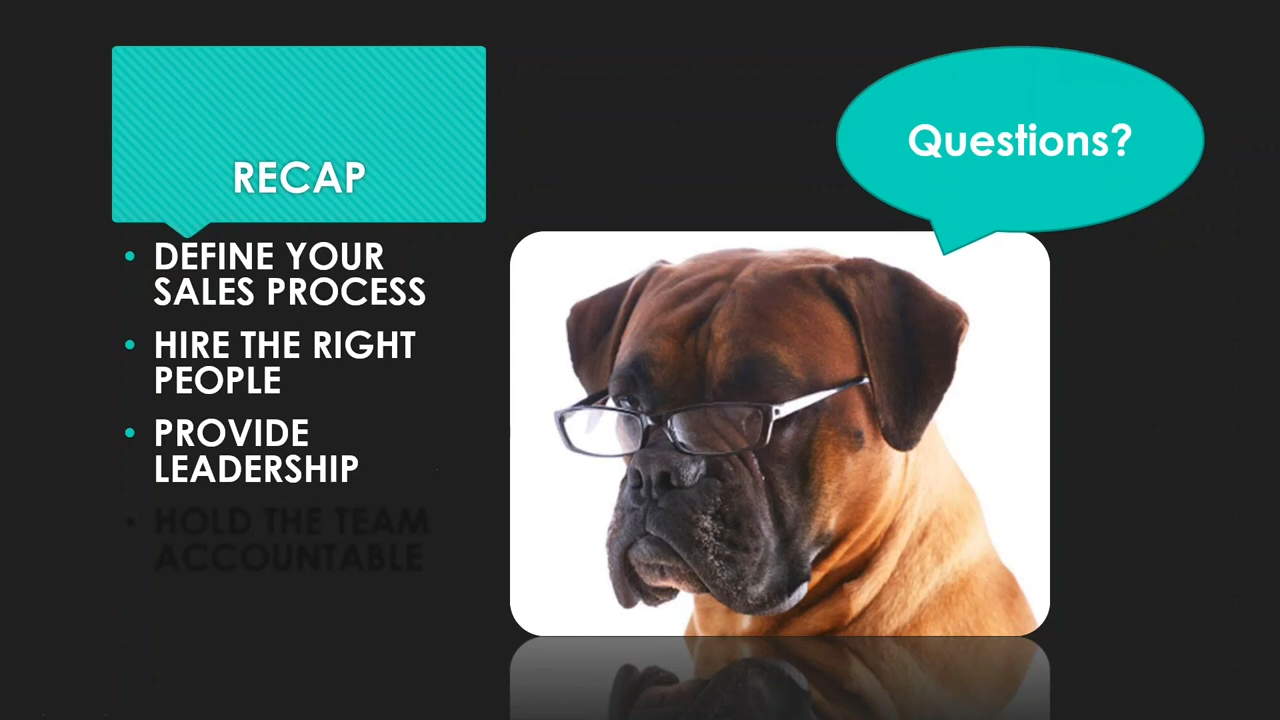 RECAP
Questions?
• DEFINE YOUR
SALES PROCESS
• HIRE THE RIGHT
PEOPLE
• PROVIDE
LEADERSHIP
• HOLD THE TEAM
ACCOUNTABLE